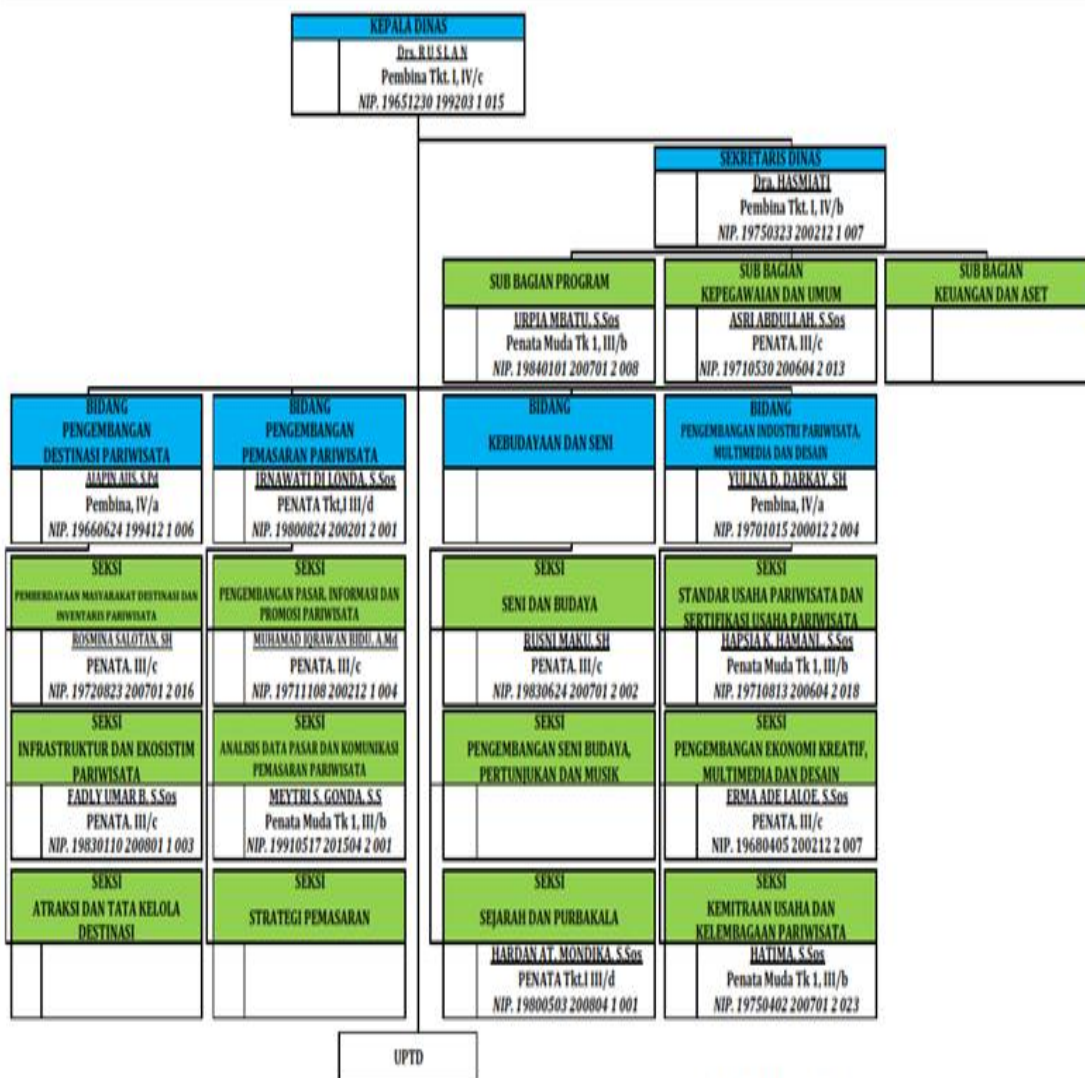 KEPALA DINAS
Drs. R U S L A N
Pembina Tkt. I, IV/c
NIP. 19651230 199203 1 015
SEKRETARIS DINAS
Dra. HASMIATI
Pembina Tkt. I, IV/b
NIP. 19750323 200212 1 007
SUB BAGIAN PROGRAM
URPIA MBATU, S.Sos
Penata Muda Tk 1, III/b
NIP. 19840101 200701 2 008
SUB BAGIAN
KEPEGAWAIAN DAN UMUM
ASRI ABDULLAH, S.Sos
PENATA. III/c
NIP. 19710530 200604 2 013
SUB BAGIAN
KEUANGAN DAN ASET
BIDANG
PENGEMBANGAN
DESTINASI PARIWISATA
S.Pd
Pembina, IV/a
NIP. 19660624 199412 1 006
BIDANG
PENGEMBANGAN
PEMASARAN PARIWISATA
IRNAWATI DI LONDA, S.Sos
PENATA Tkt,I III/d
NIP. 19800824 200201 2 001
BIDANG
KEBUDAYAAN DAN SENI
BIDANG
PENGEMBANGAN INDUSTRI PARIWISATA,
MULTIMEDIA DAN DESAIN
YULINA D. DARKAY, SH
Pembina, IV/a
NIP. 19701015 200012 2 004
SEKSI
PEMBERDAYAAN MASYARAKAT DESTINASI DAN
INVENTARIS PARIWISATA
ROSMINA SALOTAN, SH
PENATA. III/c
NIP. 19720823 200701 2 016
SEKSI
PENGEMBANGAN PASAR, INFORMASI DAN
PROMOSI PARIWISATA
MUHAMAD IQRAWAN BIDU, A.Md
PENATA. III/c
NIP. 19711108 200212 1 004
SEKSI
SENI DAN BUDAYA
RUSNI MAKU, SH
PENATA. III/c
NIP. 19830624 200701 2 002
SEKSI
STANDAR USAHA PARIWISATA DAN
SERTIFIKASI USAHA PARIWISATA
HAPSIA K. HAMANI., S.Sos
Penata Muda Tk 1, III/b
NIP. 19710813 200604 2 018
SEKSI
INFRASTRUKTUR DAN EKOSISTIM
PARIWISATA
FADLY UMAR B, S.Sos
PENATA. III/c
NIP. 19830110 200801 1 003
SEKSI
ANALISIS DATA PASAR DAN KOMUNIKASI
PEMASARAN PARIWISATA
MEYTRI S. GONDA, S.S
Penata Muda Tk 1, III/b
NIP. 19910517 201504 2 001
SEKSI
PENGEMBANGAN SENI BUDAYA,
PERTUNJUKAN DAN MUSIK
SEKSI
PENGEMBANGAN EKONOMI KREATIF,
MULTIMEDIA DAN DESAIN
ERMA ADE LALOE, S.Sos
PENATA. III/c
NIP. 19680405 200212 2 007
SEKSI
ATRAKSI DAN TATA KELOLA
DESTINASI
SEKSI
STRATEGI PEMASARAN
SEKSI
SEJARAH DAN PURBAKALA
HARDAN AT. MONDIKA, S.Sos
PENATA Tkt.I III/d
NIP. 19800503 200804 1 001
SEKSI
KEMITRAAN USAHA DAN
KELEMBAGAAN PARIWISATA
HATIMA, S.Sos
Penata Muda Tk 1, III/b
NIP. 19750402 200701 2 023
UPTD